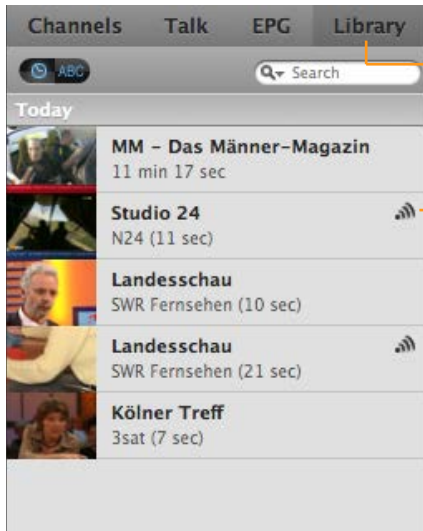 Channels Talk EPG Library
ABC Search
Today
MM – Das Männer-Magazin
11 min 17 sec
Studio 24
N24 (11 sec)
Landesschau
SWR Fernsehen (10 sec)
Landesschau
SWR Fernsehen (21 sec)
Kölner Treff
3sat (7 sec)